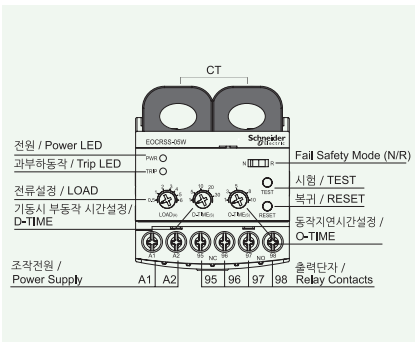 CT
EOCRSS-05W
Schneider
Electric
전원 / Power LED
과부하동작 / Trip LED
전류설정 / LOAD
기동시 부동작 시간설정 /
D-TIME
PWR
TRIP
N R
TEST
RESET
LOAD(A) D-TIME(S) O-TIME(S)
Fail Safety Mode (N/R)
시험 / TEST
복귀 / RESET
동작지연시간설정 /
O-TIME
A1 A2 95 NC 96 97 NO 98
조작전원 /
Power Supply
A1 A2 95 96 97 98
출력단자 /
Relay Contacts